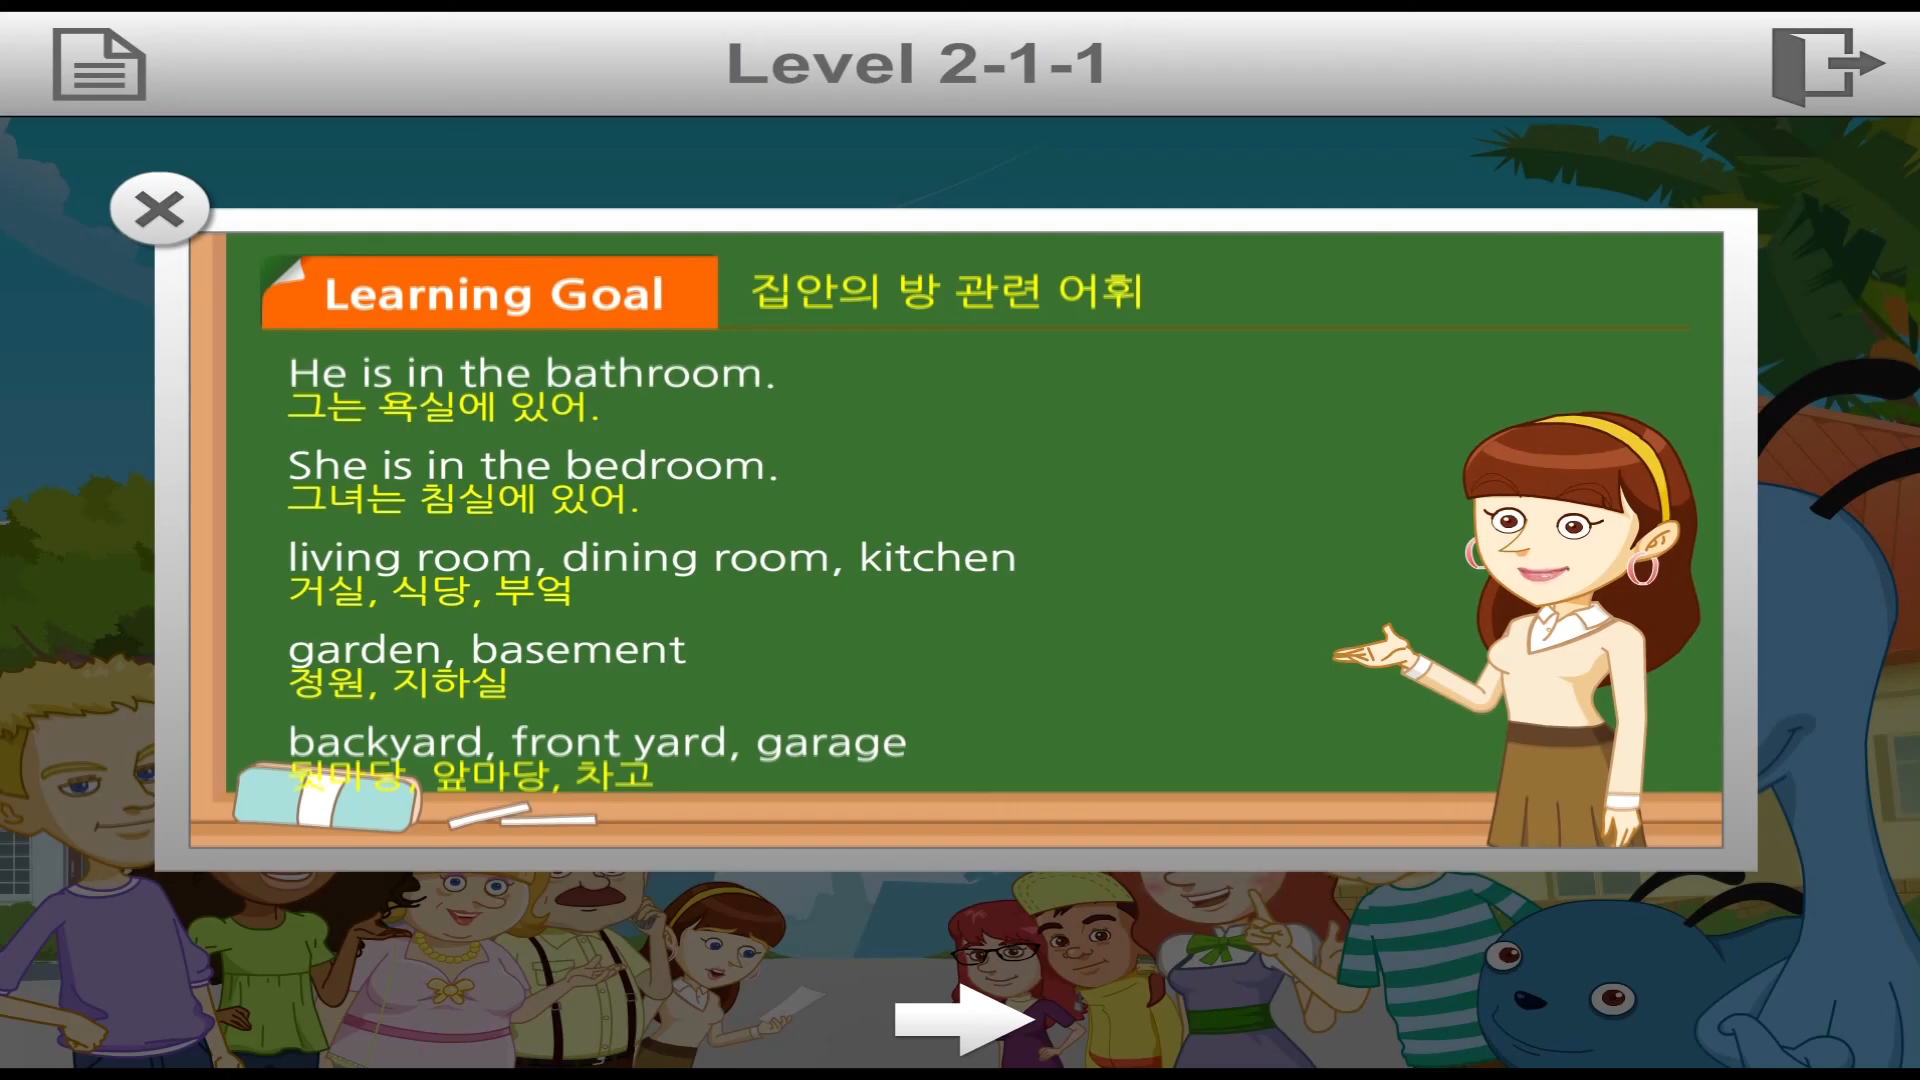 Level 2-1-1
Learning Goal 집안의 방 관련 어휘
He is in the bathroom.
그는 욕실에 있어.
She is in the bedroom.
그녀는 침실에 있어.
living room, dining room, kitchen
거실, 식당, 부엌
garden, basement
정원, 지하실
backyard, front yard, garage
뒷마당, 앞마당, 차고